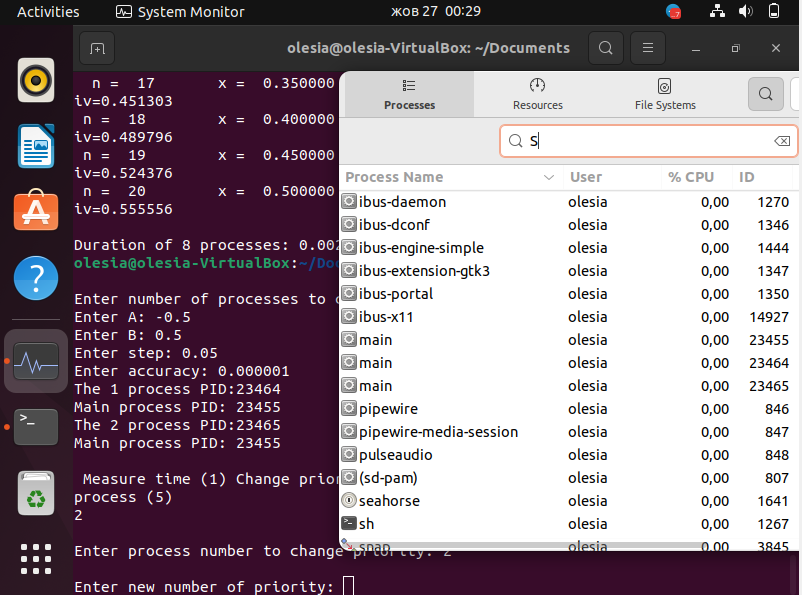 Activities System Monitor жов 27 00:29
olesia@olesia-VirtualBox: ~/Documents
n = 17 x = 0.350000
iv=0.451303
n = 18 x = 0.400000
iv=0.489796
n = 19 x = 0.450000
iv=0.524376
n = 20 x = 0.500000
iv=0.555556
Duration of 8 processes: 0.002
olesia@olesia-VirtualBox:~/Do
Enter number of processes to c
Enter A: -0.5
Enter B: 0.5
Enter step: 0.05
Enter accuracy: 0.000001
The 1 process PID:23464
Main process PID: 23455
The 2 process PID:23465
Main process PID: 23455
Measure time (1) Change prior
process (5)
2
Enter process number to change priority: 2
Enter new number of priority:
Processes Resources File Systems
S
Process Name User % CPU ID
ibus-daemon olesia 0,00 1270
ibus-dconf olesia 0,00 1346
ibus-engine-simple olesia 0,00 1444
ibus-extension-gtk3 olesia 0,00 1347
ibus-portal olesia 0,00 1350
ibus-x11 olesia 0,00 14927
main olesia 0,00 23455
main olesia 0,00 23464
main olesia 0,00 23465
pipewire olesia 0,00 846
pipewire-media-session olesia 0,00 847
pulseaudio olesia 0,00 848
(sd-pam) olesia 0,00 807
seahorse olesia 0,00 1641
sh olesia 0,00 1267
snap olesia 0,00 3845